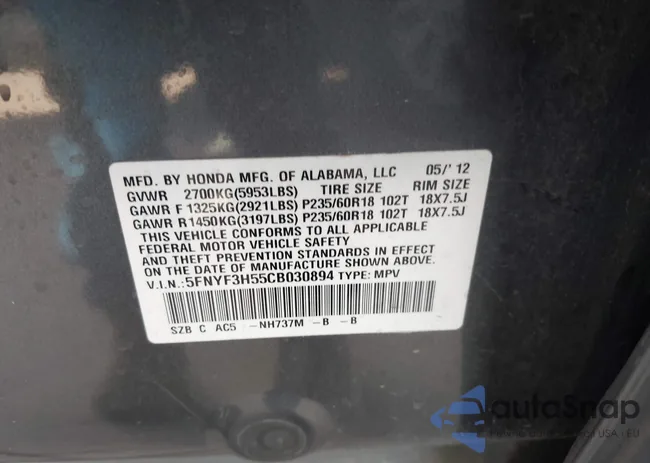 MFD. BY HONDA MFG. OF ALABAMA, LLC 05/' 12
GVWR 2700KG(5953LBS) TIRE SIZE RIM SIZE
GAWR F 1325KG(2921LBS) P235/60R18 102T 18X7.5J
GAWR R1450KG(3197LBS) P235/60R18 102T 18X7.5J
THIS VEHICLE CONFORMS TO ALL APPLICABLE
FEDERAL MOTOR VEHICLE SAFETY
AND THEFT PREVENTION STANDARDS IN EFFECT
ON THE DATE OF MANUFACTURE SHOWN ABOVE.
V.I.N.:5FNYF3H55CB030894 TYPE: MPV
SZB C AC5 -NH737M -B -B
autoSnap
USA - EU